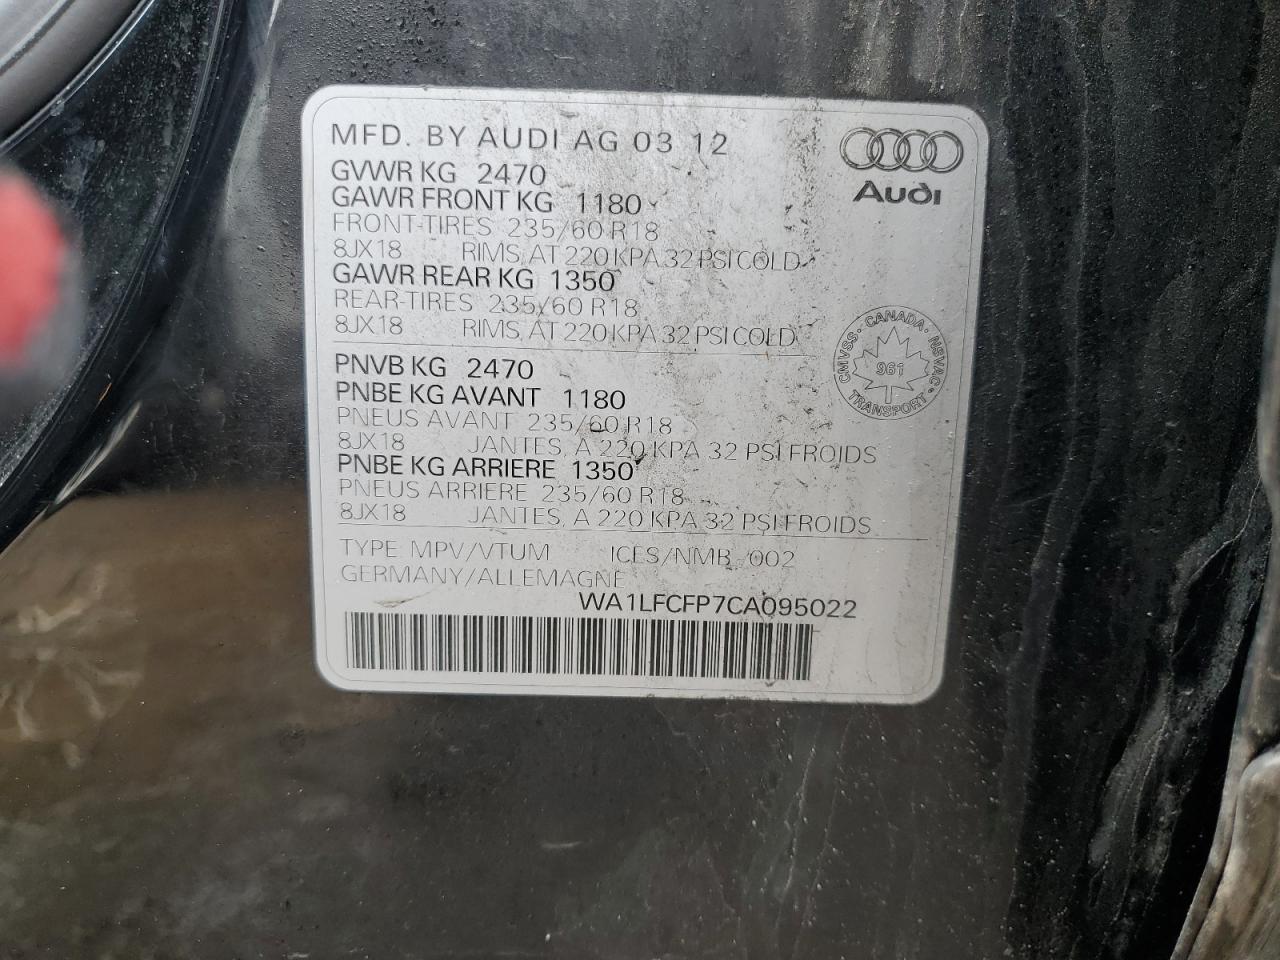 MFD. BY AUDI AG 03 12
Audi
GVWR KG 2470
GAWR FRONT KG 1180
FRONT-TIRES 235/60 R18
8JX18 RIMS, AT 220 KPA 32 PSI COLD
GAWR REAR KG 1350
REAR-TIRES 235/60 R18
8JX18 RIMS, AT 220 KPA 32 PSI COLD
CMVSS · CANADA · NSVAC · TRANSPORT
961
PNVB KG 2470
PNBE KG AVANT 1180
PNEUS AVANT 235/60 R18
8JX18 JANTES, A 220 KPA 32 PSI FROIDS
PNBE KG ARRIERE 1350
PNEUS ARRIERE 235/60 R18
8JX18 JANTES, A 220 KPA 32 PSI FROIDS
TYPE: MPV/VTUM ICES/NMB-002
GERMANY/ALLEMAGNE
WA1LFCFP7CA095022